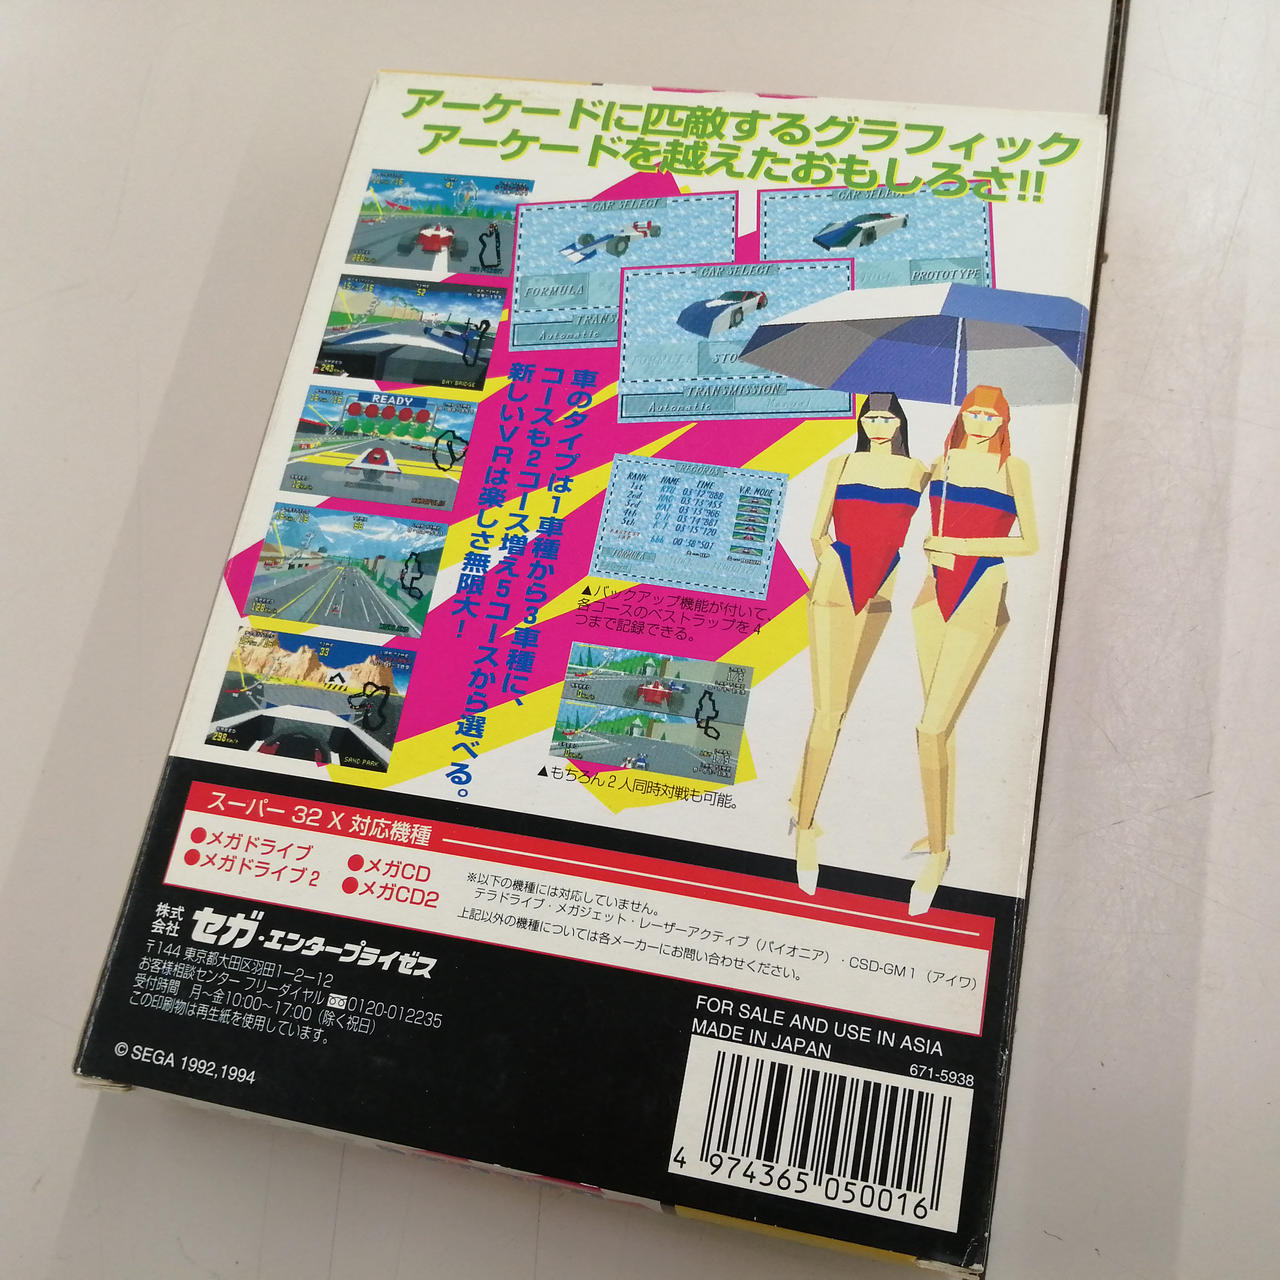 アーケードに匹敵するグラフィック
アーケードを越えたおもしろさ!!
CAR SELECT
FORMULA
Automatic
CAR SELECT
PROTOTYPE
CAR SELECT
TRANSMISSION
Automatic
BAY BRIDGE
READY
HIGHLAND
SAND PARK
車のタイプは1車種から3車種に、
コースも2コース増え5コースから選べる。
新しいVRは楽しさ無限大!
RECORDS
RANK NAME TIME V.R. MODE
1st
2nd
3rd
4th
5th
▲バックアップ機能が付いて、
各コースのベストラップを4
つまで記録できる。
▲もちろん2人同時対戦も可能。
スーパー 32 X 対応機種
●メガドライブ
●メガドライブ2
●メガCD
●メガCD2
※以下の機種には対応していません。
テラドライブ・メガジェット・レーザーアクティブ(パイオニア)・CSD-GM1(アイワ)
上記以外の機種については各メーカーにお問い合わせください。
株式会社 セガ・エンタープライゼス
〒144 東京都大田区羽田1-2-12
お客様相談センター フリーダイヤル 0120-012235
受付時間 月〜金10:00〜17:00(除く祝日)
この印刷物は再生紙を使用しています。
© SEGA 1992,1994
FOR SALE AND USE IN ASIA
MADE IN JAPAN
671-5938
4 974365 050016